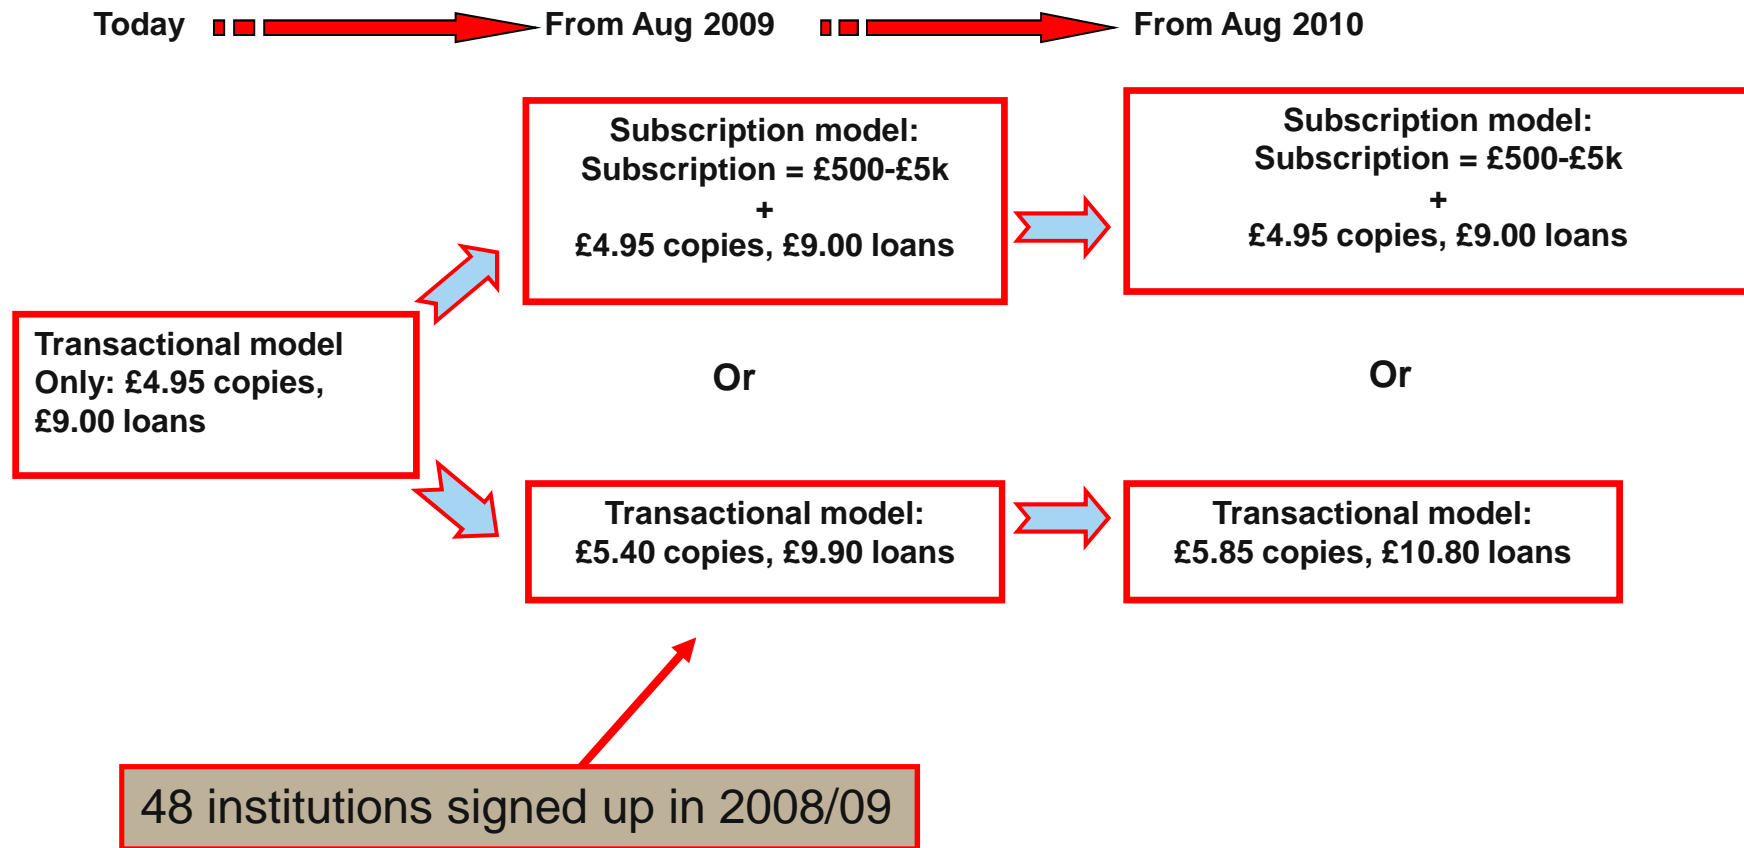 Today
From Aug 2009
From Aug 2010
Subscription model:
Subscription = £500-£5k
+
£4.95 copies, £9.00 loans
Subscription model:
Subscription = £500-£5k
+
£4.95 copies, £9.00 loans
Transactional model
Only: £4.95 copies,
£9.00 loans
Or
Or
Transactional model:
£5.40 copies, £9.90 loans
Transactional model:
£5.85 copies, £10.80 loans
48 institutions signed up in 2008/09